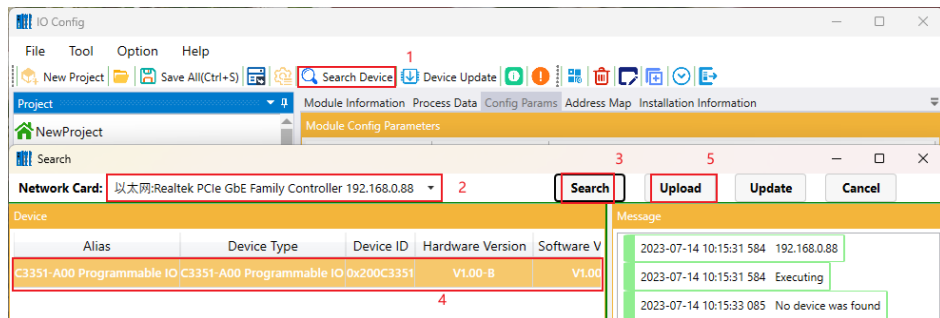 IO Config
File Tool Option Help
1
New Project Save All(Ctrl+S) Search Device Device Update
Project Module Information Process Data Config Params Address Map Installation Information
NewProject Module Config Parameters
Search 3 5
Network Card: 以太网:Realtek PCIe GbE Family Controller 192.168.0.88 2 Search Upload Update Cancel
Device Message
Alias Device Type Device ID Hardware Version Software V
2023-07-14 10:15:31 584 192.168.0.88
C3351-A00 Programmable IO C3351-A00 Programmable IO 0x200C3351 V1.00-B V1.00
2023-07-14 10:15:31 584 Executing
4
2023-07-14 10:15:33 085 No device was found